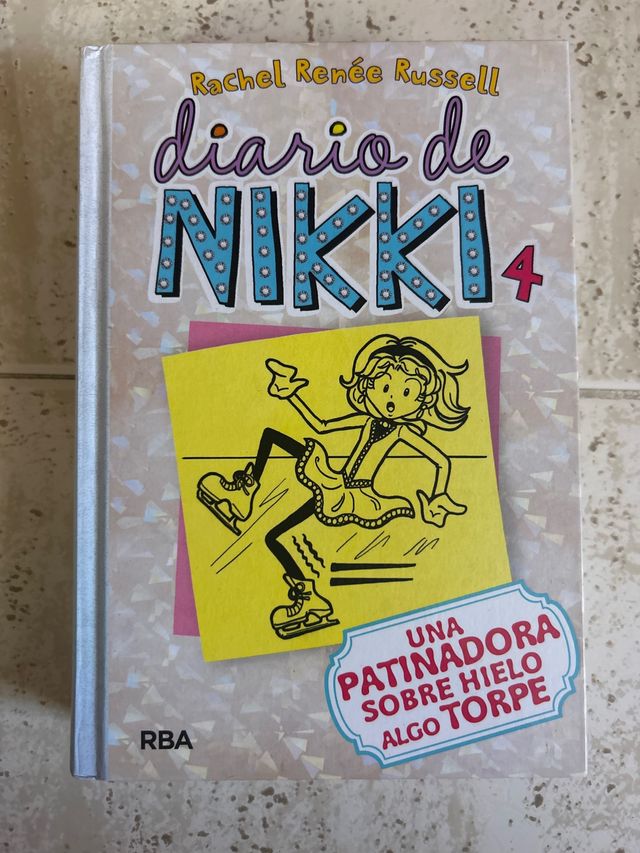 Rachel Renée Russell
diario de
NIKKI 4
UNA
PATINADORA
SOBRE HIELO
ALGO TORPE
RBA